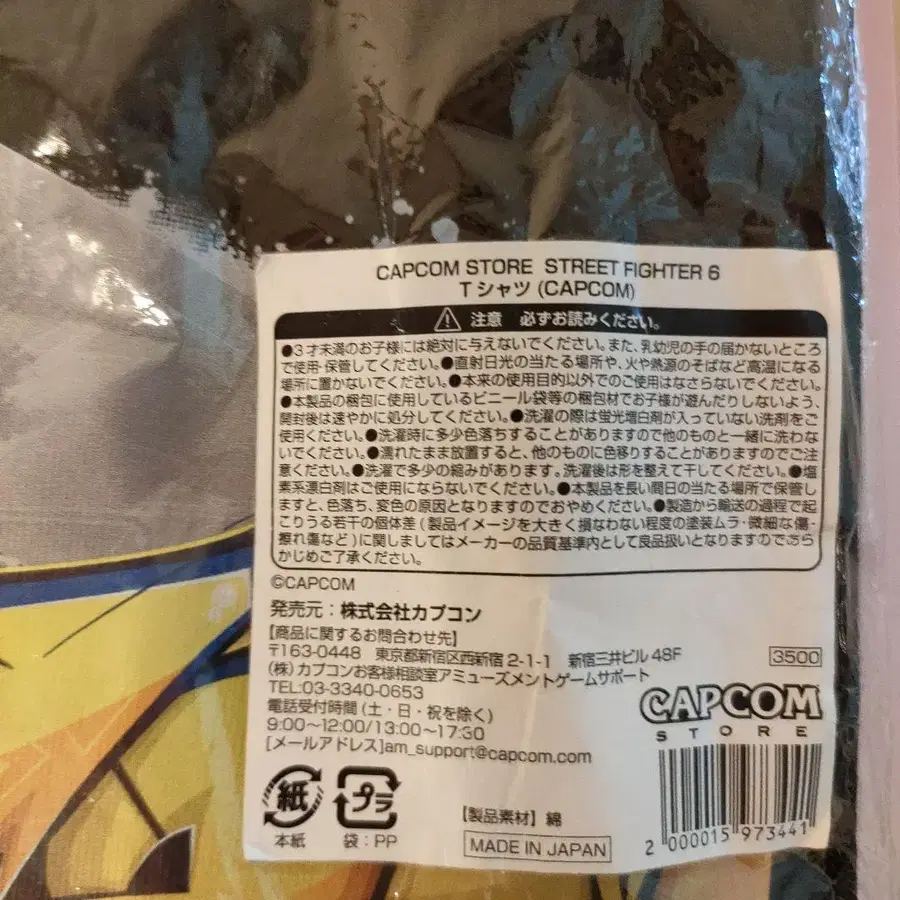 CAPCOM STORE STREET FIGHTER 6
Tシャツ (CAPCOM)
注意 必ずお読みください。
●3才未満のお子様には絶対に与えないでください。また、乳幼児の手の届かないところ
で使用・保管してください。●直射日光の当たる場所や、火や熱源のそばなど高温になる
場所に置かないでください。●本来の使用目的以外でのご使用はなさらないでください。
●本製品の梱包に使用しているビニール袋等の梱包材でお子様が遊んだりしないよう、
開封後は速やかに処分してください。●洗濯の際は蛍光増白剤が入っていない洗剤をご
使用ください。●洗濯時に多少色落ちすることがありますので他のものと一緒に洗わな
いでください。●濡れたまま放置すると、他のものに色移りすることがありますのでご注
意ください。●洗濯で多少の縮みがあります。洗濯後は形を整えて干してください。●塩
素系漂白剤はご使用にならないでください。●本製品を長い間日の当たる場所で保管し
ますと、色落ち、変色の原因となりますのでおやめください。●製造から輸送の過程で起
こりうる若干の個体差(製品イメージを大きく損なわない程度の塗装ムラ・微細な傷・
擦れ傷など)に関しましてはメーカーの品質基準内として良品扱いとなりますのであら
かじめご了承ください。
©CAPCOM
発売元:株式会社カプコン
【商品に関するお問合わせ先】
〒163-0448 東京都新宿区西新宿2-1-1 新宿三井ビル48F
(株)カプコンお客様相談室アミューズメントゲームサポート
3500
TEL:03-3340-0653
電話受付時間(土・日・祝を除く)
9:00~12:00/13:00~17:30
[メールアドレス]am_support@capcom.com
CAPCOM
STORE
紙
本紙
プラ
袋:PP
【製品素材】綿
MADE IN JAPAN
2 000015 973441